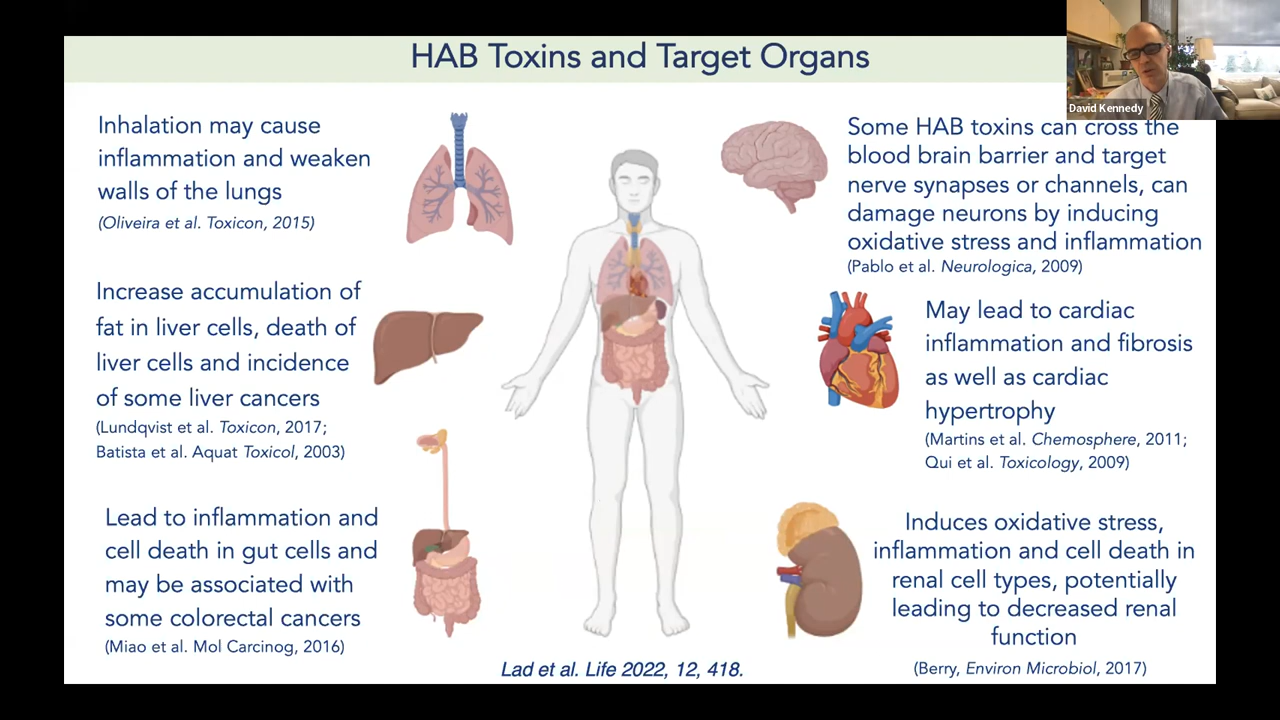 HAB Toxins and Target Organs
David Kennedy
Inhalation may cause
inflammation and weaken
walls of the lungs
(Oliveira et al. Toxicon, 2015)
Increase accumulation of
fat in liver cells, death of
liver cells and incidence
of some liver cancers
(Lundqvist et al. Toxicon, 2017;
Batista et al. Aquat Toxicol, 2003)
Lead to inflammation and
cell death in gut cells and
may be associated with
some colorectal cancers
(Miao et al. Mol Carcinog, 2016)
Some HAB toxins can cross the
blood brain barrier and target
nerve synapses or channels, can
damage neurons by inducing
oxidative stress and inflammation
(Pablo et al. Neurologica, 2009)
May lead to cardiac
inflammation and fibrosis
as well as cardiac
hypertrophy
(Martins et al. Chemosphere, 2011;
Qui et al. Toxicology, 2009)
Induces oxidative stress,
inflammation and cell death in
renal cell types, potentially
leading to decreased renal
function
(Berry, Environ Microbiol, 2017)
Lad et al. Life 2022, 12, 418.